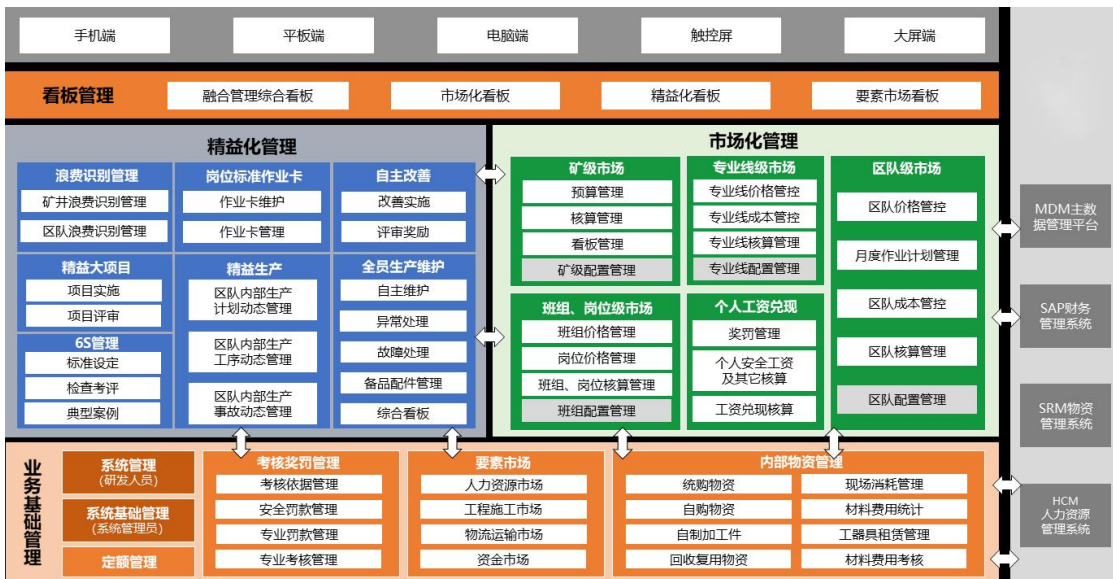 手机端
平板端
电脑端
触控屏
大屏端
看板管理
融合管理综合看板
市场化看板
精益化看板
要素市场看板
精益化管理
浪费识别管理
矿井浪费识别管理
区队浪费识别管理
岗位标准作业卡
作业卡维护
作业卡管理
自主改善
改善实施
评审奖励
精益大项目
项目实施
项目评审
6S管理
标准设定
检查考评
典型案例
精益生产
区队内部生产
计划动态管理
区队内部生产
工序动态管理
区队内部生产
事故动态管理
全员生产维护
自主维护
异常处理
故障处理
备品配件管理
综合看板
市场化管理
矿级市场
预算管理
核算管理
看板管理
矿级配置管理
专业线级市场
专业线价格管控
专业线成本管控
专业线核算管理
专业线配置管理
区队级市场
区队价格管控
月度作业计划管理
区队成本管控
区队核算管理
区队配置管理
班组、岗位级市场
班组价格管理
岗位价格管理
班组、岗位核算管理
班组配置管理
个人工资兑现
奖罚管理
个人安全工资
及其它核算
工资兑现核算
业务基础管理
系统管理
(研发人员)
系统基础管理
(系统管理员)
定额管理
考核奖罚管理
考核依据管理
安全罚款管理
专业罚款管理
专业考核管理
要素市场
人力资源市场
工程施工市场
物流运输市场
资金市场
内部物资管理
统购物资
自购物资
自制加工件
回收复用物资
现场消耗管理
材料费用统计
工器具租赁管理
材料费用考核
MDM主数
据管理平台
SAP财务
管理系统
SRM物资
管理系统
HCM
人力资源
管理系统